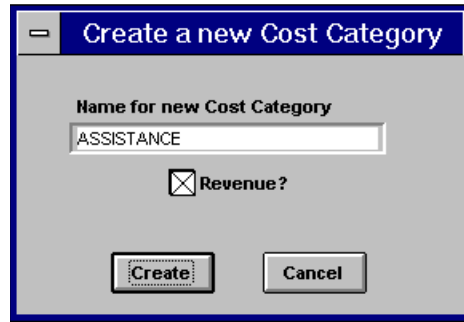 Create a new Cost Category
Name for new Cost Category
ASSISTANCE
Revenue?
Create Cancel